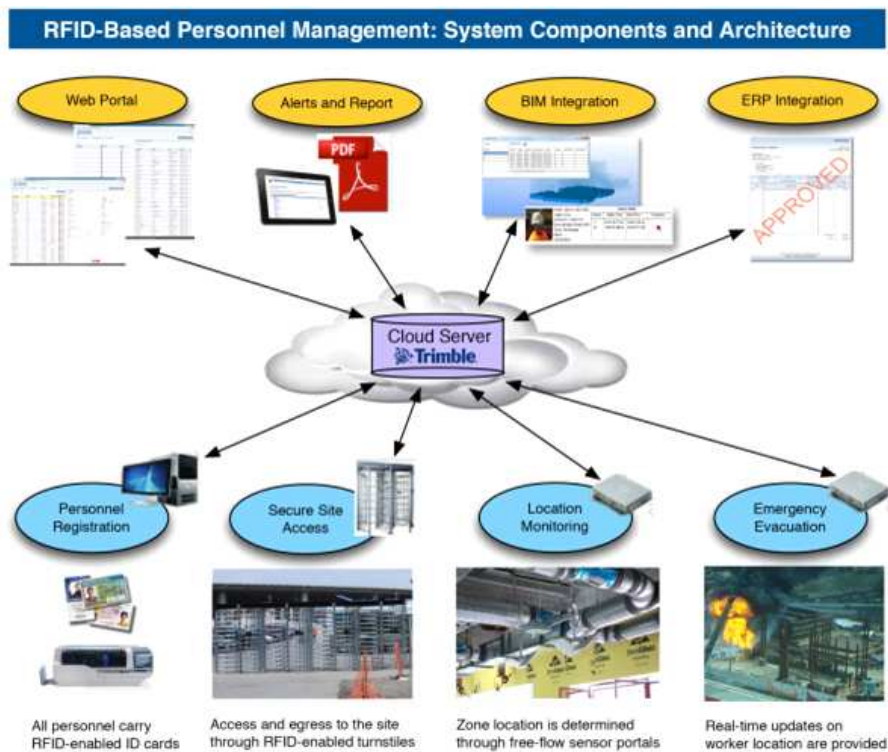 RFID-Based Personnel Management: System Components and Architecture
Web Portal
Alerts and Report
BIM Integration
ERP Integration
PDF
APPROVED
Cloud Server
Trimble
Personnel
Registration
Secure Site
Access
Location
Monitoring
Emergency
Evacuation
All personnel carry
RFID-enabled ID cards
Access and egress to the site
through RFID-enabled turnstiles
Zone location is determined
through free-flow sensor portals
Real-time updates on
worker location are provided